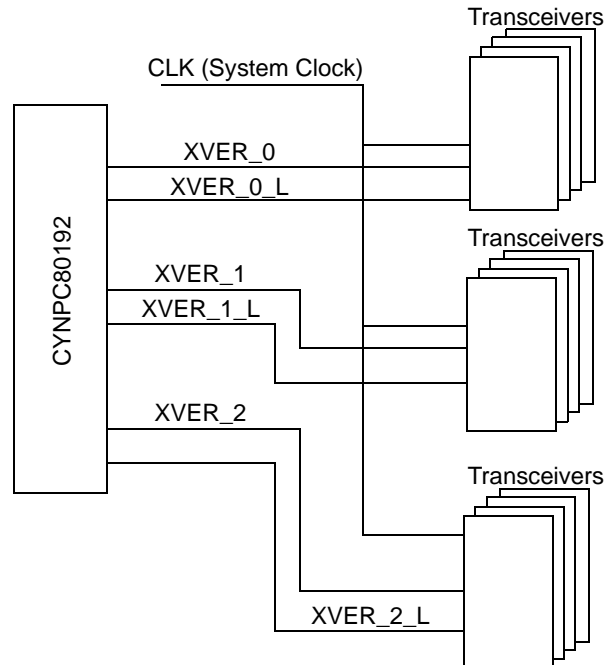 Transceivers
CLK (System Clock)
XVER_0
XVER_0_L
CYNPC80192
Transceivers
XVER_1
XVER_1_L
XVER_2
Transceivers
XVER_2_L